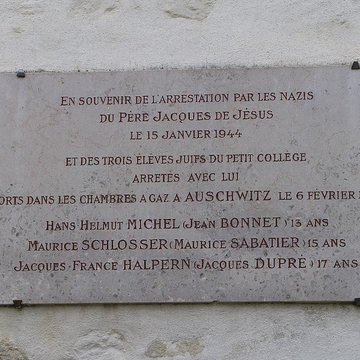 EN SOUVENIR DE L'ARRESTATION PAR LES NAZIS
DU PÈRE JACQUES DE JÉSUS
LE 15 JANVIER 1944
ET DES TROIS ÉLÈVES JUIFS DU PETIT COLLÈGE
ARRETÉS AVEC LUI
DANS LES CHAMBRES A GAZ A AUSCHWITZ LE 6 FÉVRIER
HANS HELMUT MICHEL (JEAN BONNET) 13 ANS
MAURICE SCHLOSSER (MAURICE SABATIER) 15 ANS
JACQUES-FRANCE HALPERN (JACQUES DUPRÉ) 17 ANS